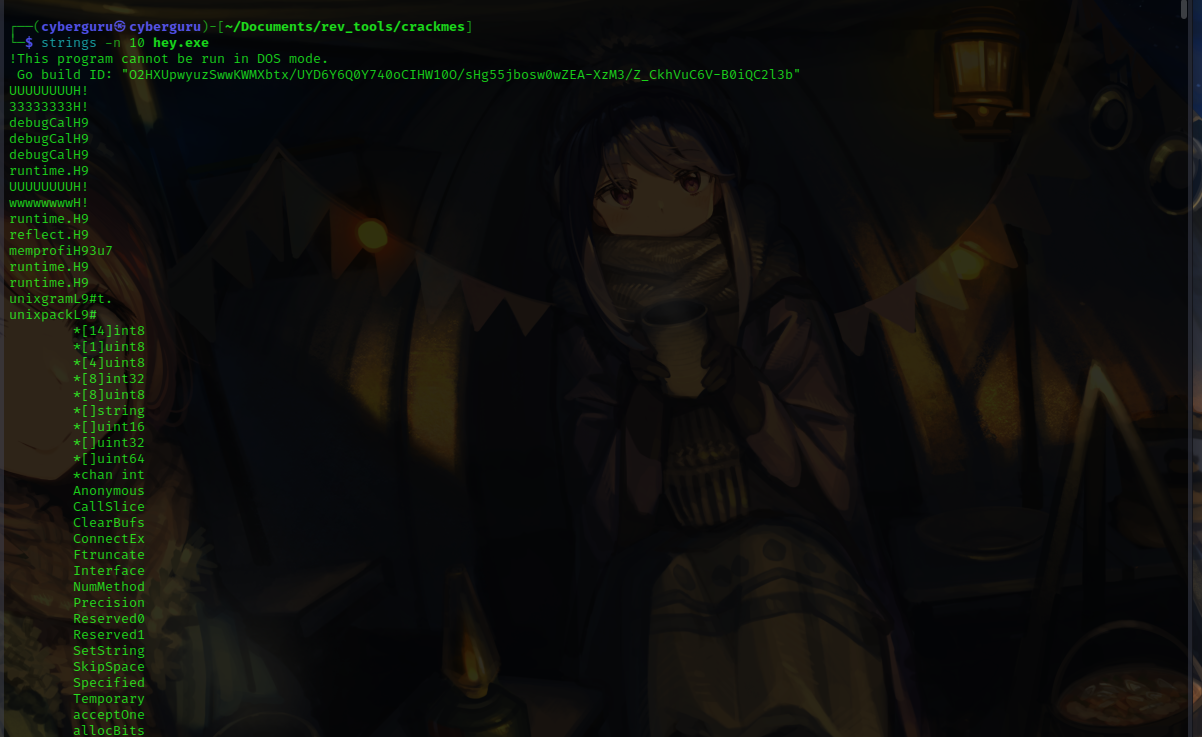 ┌──(cyberguru㉿cyberguru)-[~/Documents/rev_tools/crackmes]
└─$ strings -n 10 hey.exe
!This program cannot be run in DOS mode.
 Go build ID: "O2HXUpwyuzSwwKWMXbtx/UYD6Y6Q0Y740oCIHW10O/sHg55jbosw0wZEA-XzM3/Z_CkhVuC6V-B0iQC2l3b"
UUUUUUUUH!
33333333H!
debugCalH9
debugCalH9
debugCalH9
runtime.H9
UUUUUUUUH!
wwwwwwwwH!
runtime.H9
reflect.H9
memprofiH93u7
runtime.H9
runtime.H9
unixgramL9#t.
unixpackL9#
	*[14]int8
	*[1]uint8
	*[4]uint8
	*[8]int32
	*[8]uint8
	*[]string
	*[]uint16
	*[]uint32
	*[]uint64
	*chan int
	Anonymous
	CallSlice
	ClearBufs
	ConnectEx
	Ftruncate
	Interface
	NumMethod
	Precision
	Reserved0
	Reserved1
	SetString
	SkipSpace
	Specified
	Temporary
	acceptOne
	allocBits